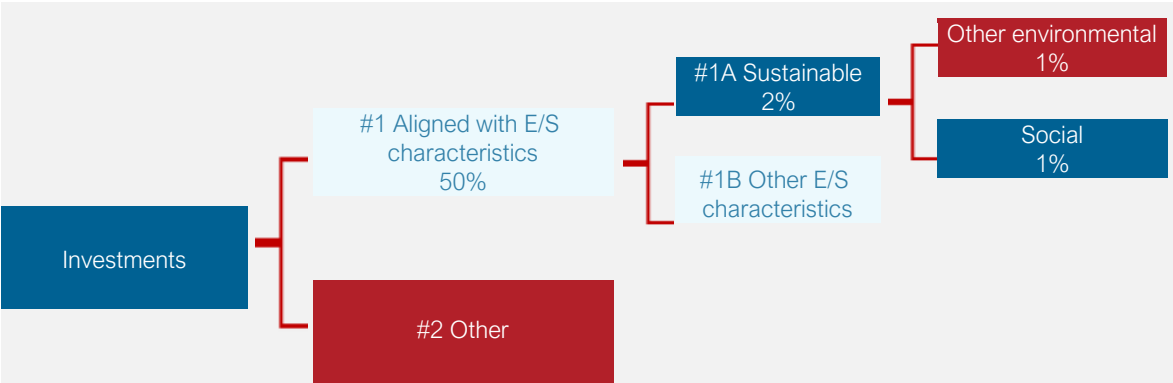 Investments
#1 Aligned with E/S
characteristics
50%
#2 Other
#1A Sustainable
2%
#1B Other E/S
characteristics
Other environmental
1%
Social
1%